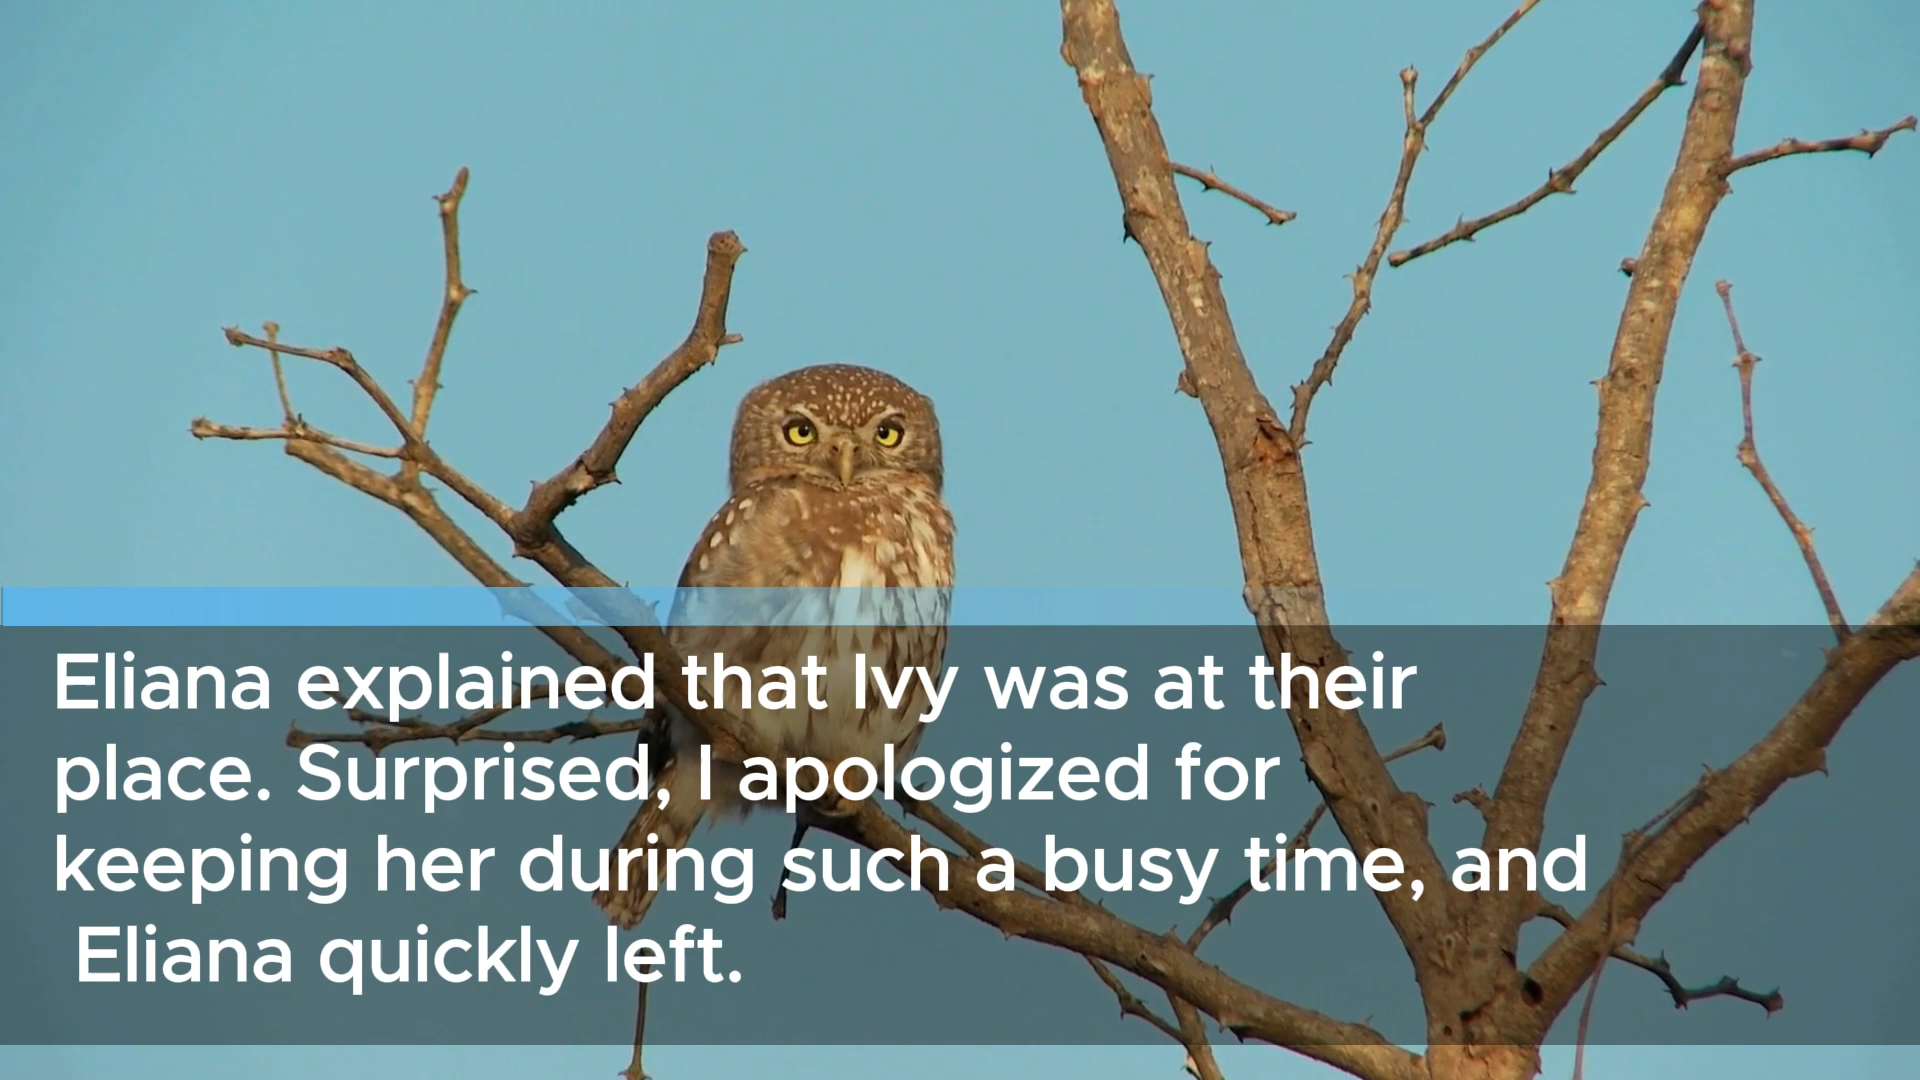 Eliana explained that Ivy was at their
place. Surprised, I apologized for
keeping her during such a busy time, and
Eliana quickly left.